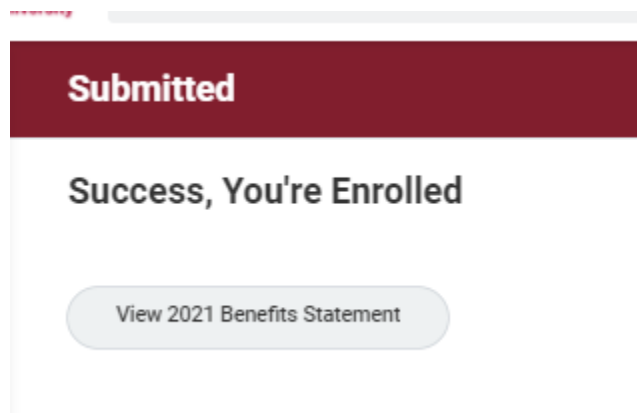 Submitted
Success, You're Enrolled
View 2021 Benefits Statement